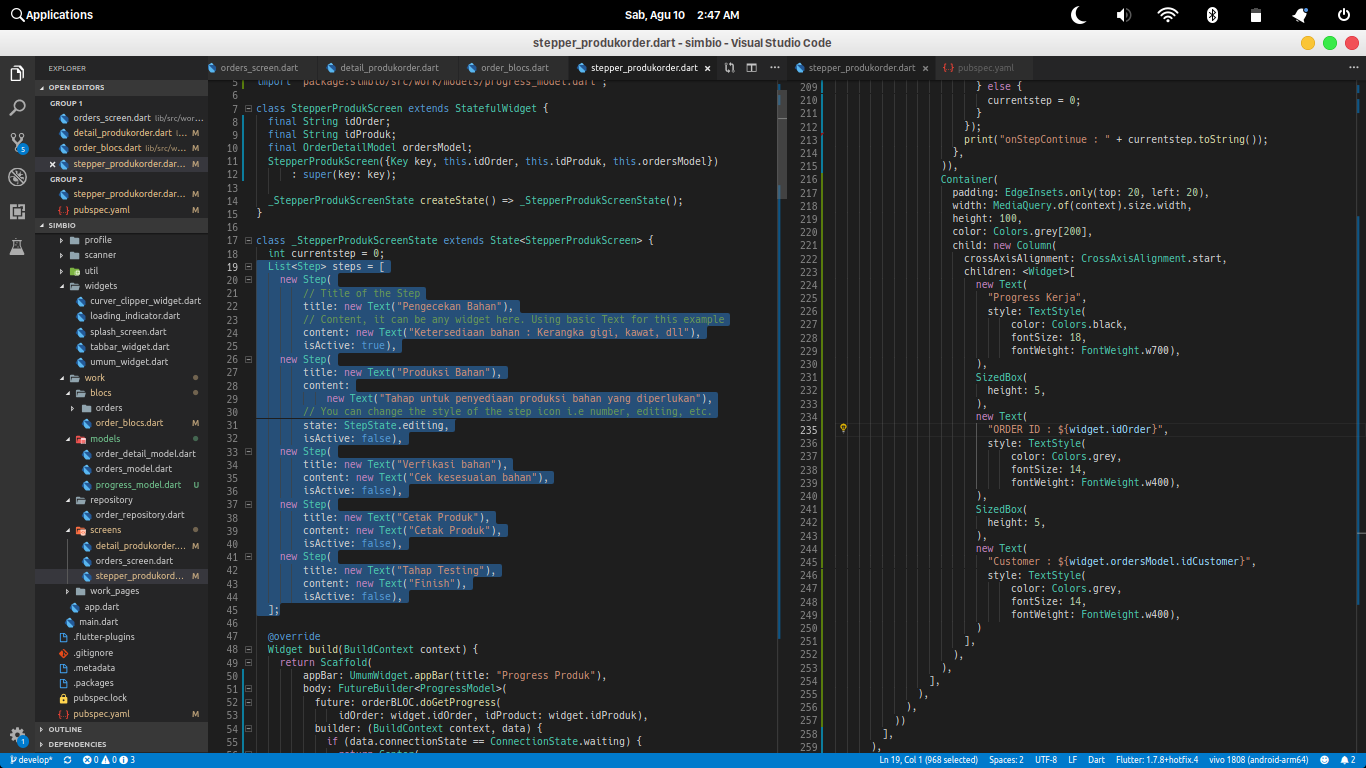 Applications
Sab, Agu 10 2:47 AM
stepper_produkorder.dart - simbio - Visual Studio Code
EXPLORER
OPEN EDITORS
GROUP 1
orders_screen.dart lib/src/wor...
detail_produkorder.dart l... M
order_blocs.dart lib/src/w... M
stepper_produkorder.dar... M
GROUP 2
stepper_produkorder.dar... M
pubspec.yaml M
SIMBIO
profile
scanner
util
widgets
curver_clipper_widget.dart
loading_indicator.dart
splash_screen.dart
tabbar_widget.dart
umum_widget.dart
work
blocs
orders
order_blocs.dart M
models
order_detail_model.dart
orders_model.dart
progress_model.dart U
repository
order_repository.dart
screens
detail_produkorder.... M
orders_screen.dart
stepper_produkord... M
work_pages
app.dart
main.dart
.flutter-plugins
.gitignore
.metadata
.packages
pubspec.lock
pubspec.yaml M
OUTLINE
DEPENDENCIES
orders_screen.dart
detail_produkorder.dart
order_blocs.dart
stepper_produkorder.dart
5 import 'package:simbio/src/work/models/progress_model.dart';
6
7 class StepperProdukScreen extends StatefulWidget {
8 final String idOrder;
9 final String idProduk;
10 final OrderDetailModel ordersModel;
11 StepperProdukScreen({Key key, this.idOrder, this.idProduk, this.ordersModel})
12 : super(key: key);
13
14 _StepperProdukScreenState createState() => _StepperProdukScreenState();
15 }
16
17 class _StepperProdukScreenState extends State<StepperProdukScreen> {
18 int currentstep = 0;
19 List<Step> steps = [
20 new Step(
21 // Title of the Step
22 title: new Text("Pengecekan Bahan"),
23 // Content, it can be any widget here. Using basic Text for this example
24 content: new Text("Ketersediaan bahan : Kerangka gigi, kawat, dll"),
25 isActive: true),
26 new Step(
27 title: new Text("Produksi Bahan"),
28 content:
29 new Text("Tahap untuk penyediaan produksi bahan yang diperlukan"),
30 // You can change the style of the step icon i.e number, editing, etc.
31 state: StepState.editing,
32 isActive: false),
33 new Step(
34 title: new Text("Verfikasi bahan"),
35 content: new Text("Cek kesesuaian bahan"),
36 isActive: false),
37 new Step(
38 title: new Text("Cetak Produk"),
39 content: new Text("Cetak Produk"),
40 isActive: false),
41 new Step(
42 title: new Text("Tahap Testing"),
43 content: new Text("Finish"),
44 isActive: false),
45 ];
46
47 @override
48 Widget build(BuildContext context) {
49 return Scaffold(
50 appBar: UmumWidget.appBar(title: "Progress Produk"),
51 body: FutureBuilder<ProgressModel>(
52 future: orderBLOC.doGetProgress(
53 idOrder: widget.idOrder, idProduct: widget.idProduk),
54 builder: (BuildContext context, data) {
55 if (data.connectionState == ConnectionState.waiting) {
stepper_produkorder.dart
pubspec.yaml
209 } else {
210 currentstep = 0;
211 }
212 });
213 print("onStepContinue : " + currentstep.toString());
214 },
215 )),
216 Container(
217 padding: EdgeInsets.only(top: 20, left: 20),
218 width: MediaQuery.of(context).size.width,
219 height: 100,
220 color: Colors.grey[200],
221 child: new Column(
222 crossAxisAlignment: CrossAxisAlignment.start,
223 children: <Widget>[
224 new Text(
225 "Progress Kerja",
226 style: TextStyle(
227 color: Colors.black,
228 fontSize: 18,
229 fontWeight: FontWeight.w700),
230 ),
231 SizedBox(
232 height: 5,
233 ),
234 new Text(
235 "ORDER ID : ${widget.idOrder}",
236 style: TextStyle(
237 color: Colors.grey,
238 fontSize: 14,
239 fontWeight: FontWeight.w400),
240 ),
241 SizedBox(
242 height: 5,
243 ),
244 new Text(
245 "Customer : ${widget.ordersModel.idCustomer}",
246 style: TextStyle(
247 color: Colors.grey,
248 fontSize: 14,
249 fontWeight: FontWeight.w400),
250 )
251 ],
252 ),
253 ),
254 ],
255 ),
256 ),
257 ))
258 ],
259 ),
develop* 0 0 3
Ln 19, Col 1 (968 selected) Spaces: 2 UTF-8 LF Dart Flutter: 1.7.8+hotfix.4 vivo 1808 (android-arm64) 2